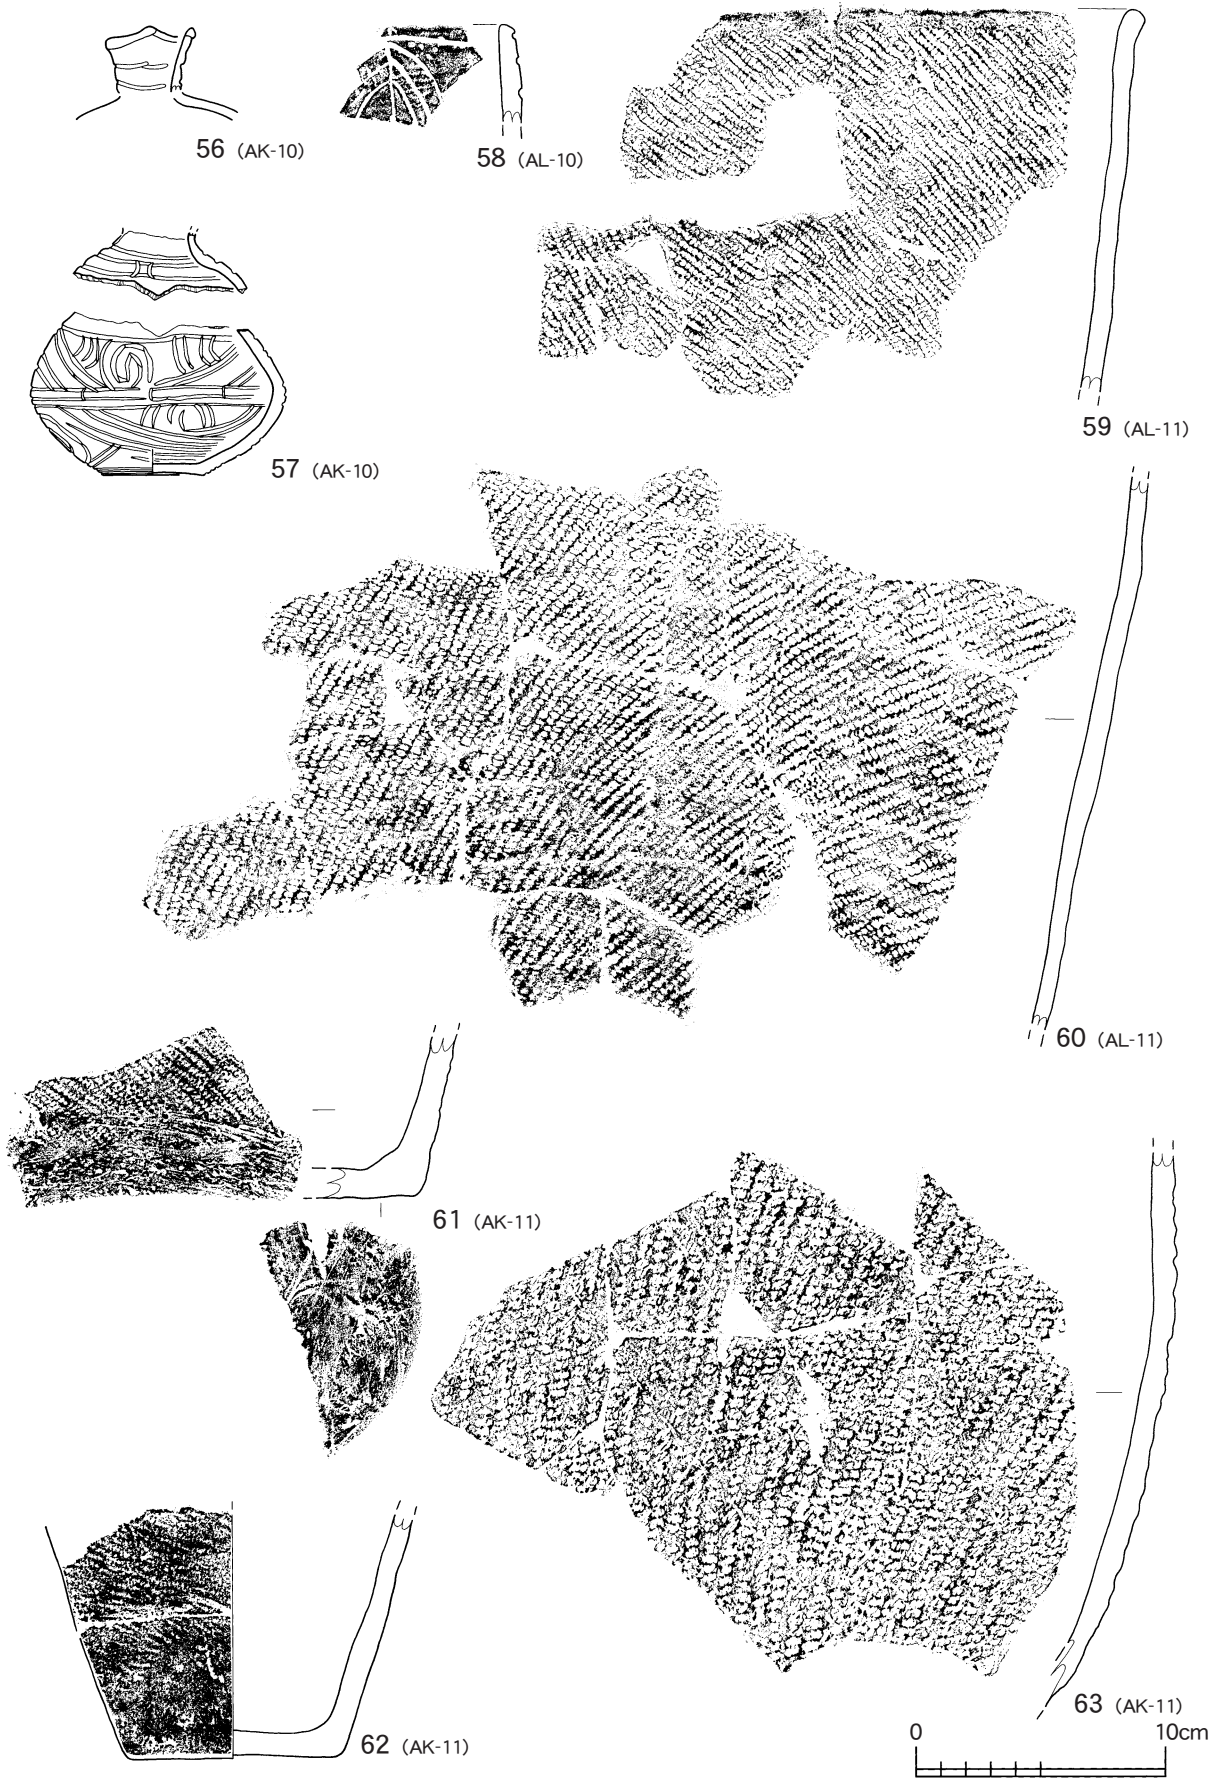 56 （AK-10）
58 （AL-10）
59 （AL-11）
57 （AK-10）
60 （AL-11）
61 （AK-11）
63 （AK-11）
62 （AK-11）
0 10cm